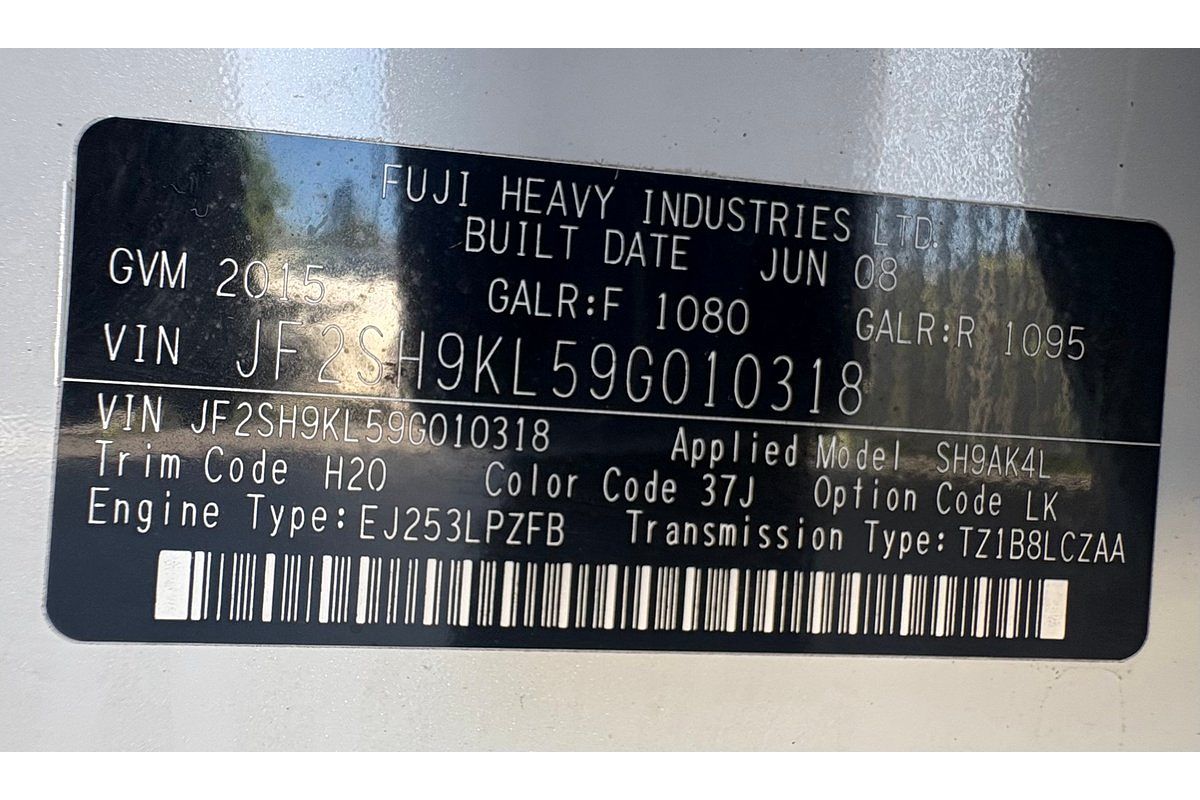 FUJI HEAVY INDUSTRIES LTD.
BUILT DATE JUN 08
GVM 2015 GALR:F 1080 GALR:R 1095
VIN JF2SH9KL59G010318
VIN JF2SH9KL59G010318 Applied Model SH9AK4L
Trim Code H20 Color Code 37J Option Code LK
Engine Type:EJ253LPZFB Transmission Type:TZ1B8LCZAA